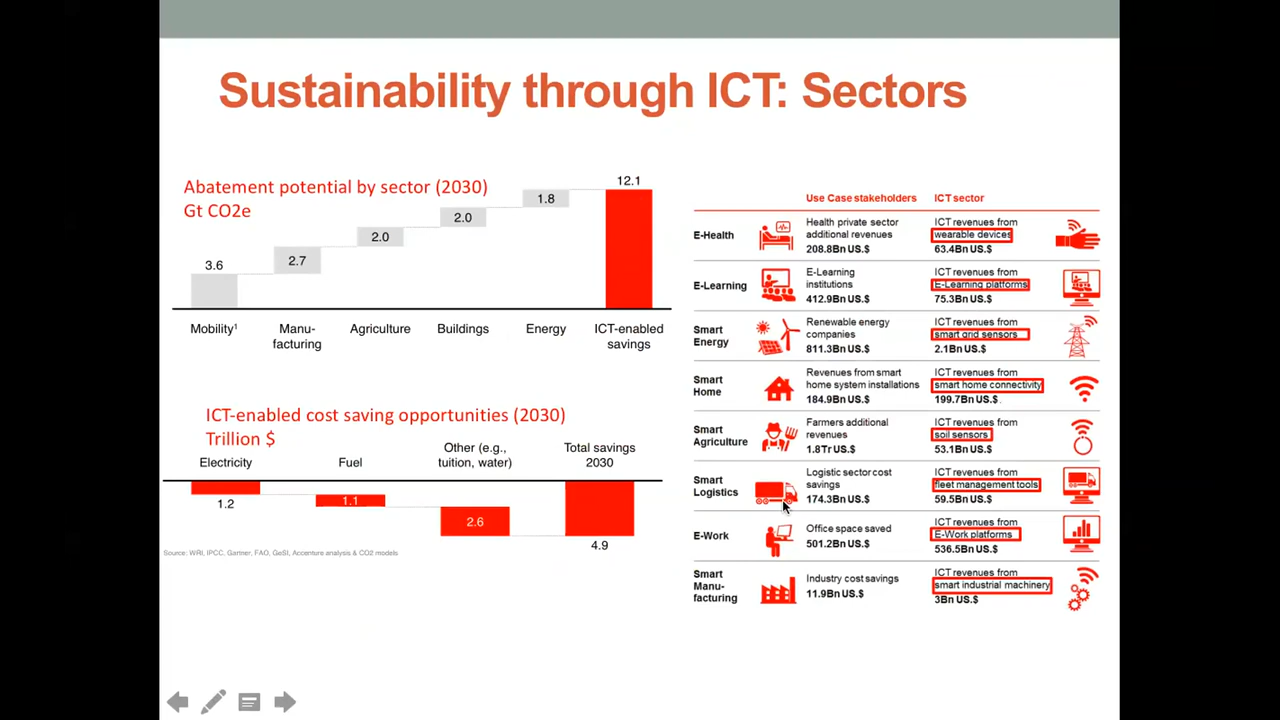 Sustainability through ICT: Sectors
Abatement potential by sector (2030)
Gt CO2e
3.6
2.7
2.0
2.0
1.8
12.1
Mobility¹
Manu-
facturing
Agriculture
Buildings
Energy
ICT-enabled
savings
ICT-enabled cost saving opportunities (2030)
Trillion $
Electricity
Fuel
Other (e.g.,
tuition, water)
Total savings
2030
1.2
1.1
2.6
4.9
Source: WRI, IPCC, Gartner, FAO, GeSI, Accenture analysis & CO2 models
Use Case stakeholders
ICT sector
E-Health
Health private sector
additional revenues
208.8Bn US.$
ICT revenues from
wearable devices
63.4Bn US.$
E-Learning
E-Learning
institutions
412.9Bn US.$
ICT revenues from
E-Learning platforms
75.3Bn US.$
Smart
Energy
Renewable energy
companies
811.3Bn US.$
ICT revenues from
smart grid sensors
2.1Bn US.$
Smart
Home
Revenues from smart
home system installations
184.9Bn US.$
ICT revenues from
smart home connectivity
199.7Bn US.$
Smart
Agriculture
Farmers additional
revenues
1.8Tr US.$
ICT revenues from
soil sensors
53.1Bn US.$
Smart
Logistics
Logistic sector cost
savings
174.3Bn US.$
ICT revenues from
fleet management tools
59.5Bn US.$
E-Work
Office space saved
501.2Bn US.$
ICT revenues from
E-Work platforms
536.5Bn US.$
Smart
Manu-
facturing
Industry cost savings
11.9Bn US.$
ICT revenues from
smart industrial machinery
3Bn US.$